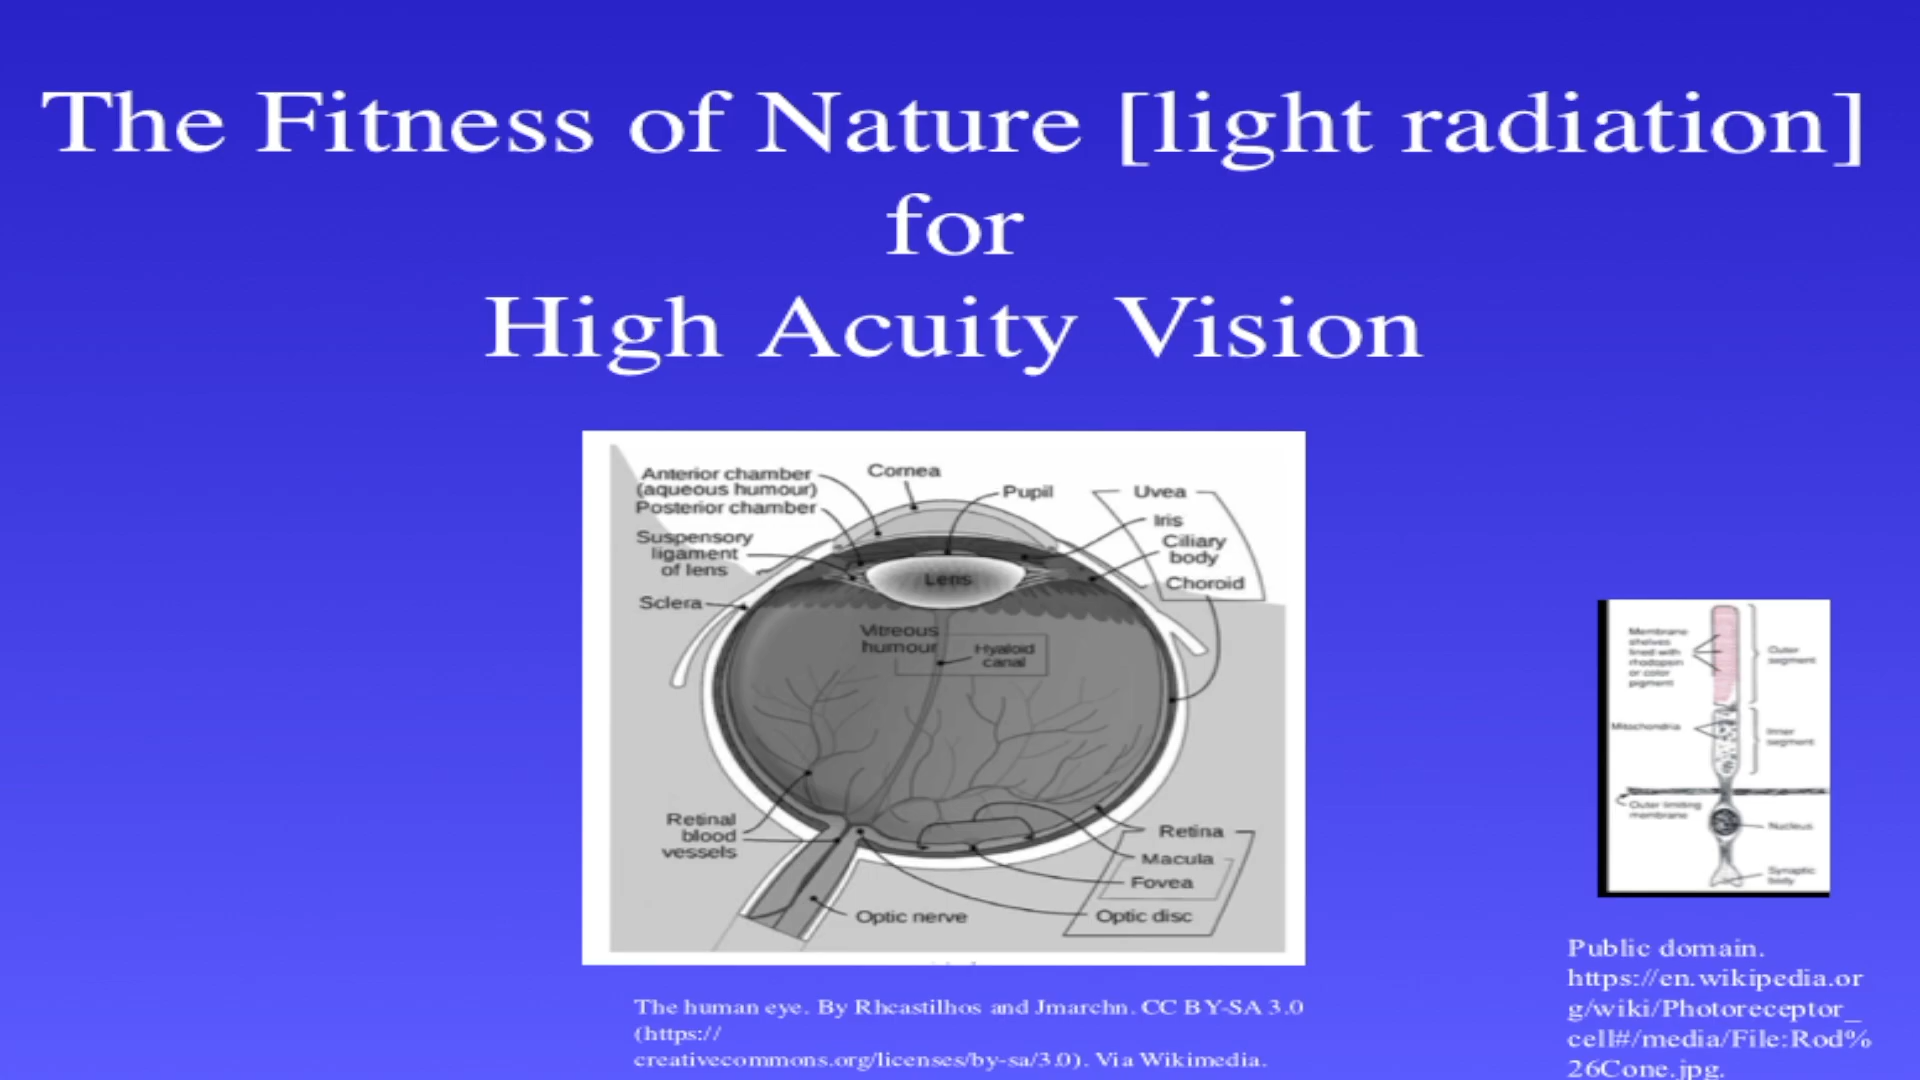 The Fitness of Nature [light radiation]
for
High Acuity Vision
Anterior chamber
(aqueous humour)
Posterior chamber
Suspensory
ligament
of lens
Sclera
Cornea
Pupil
Uvea
Iris
Ciliary
body
Choroid
Lens
Vitreous
humour
Hyaloid
canal
Retinal
blood
vessels
Optic nerve
Retina
Macula
Fovea
Optic disc
The human eye. By Rhcastilhos and Jmarchn. CC BY-SA 3.0
(https://
creativecommons.org/licenses/by-sa/3.0). Via Wikimedia.
Membrane
shelves
lined with
rhodopsin
or color
pigment
Mitochondria
Outer limiting
membrane
Outer
segment
Inner
segment
Nucleus
Synaptic
body
Public domain.
https://en.wikipedia.or
g/wiki/Photoreceptor_
cell#/media/File:Rod%
26Cone.jpg.